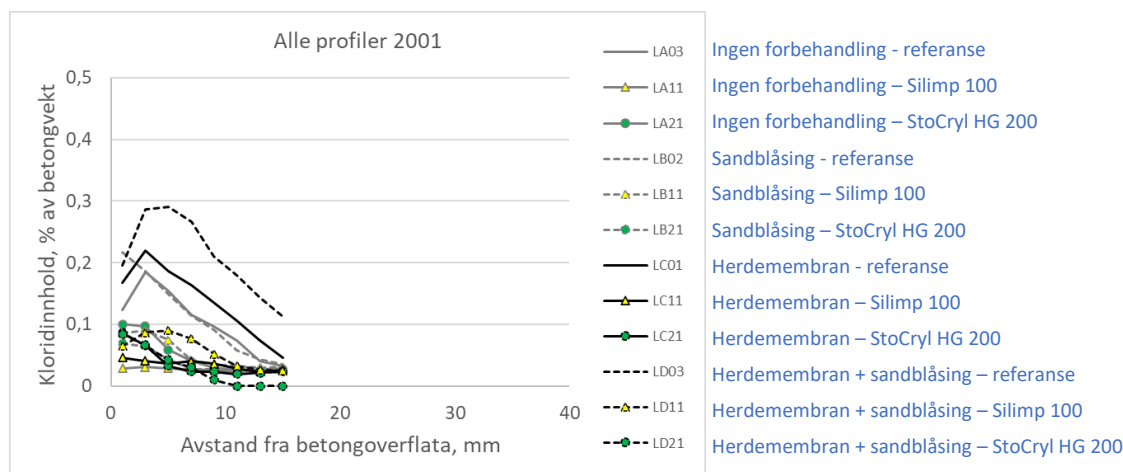 Alle profiler 2001
Kloridinnhold, % av betongvekt
0,5
0,4
0,3
0,2
0,1
0
0 10 20 30 40
Avstand fra betongoverflata, mm
LA03 Ingen forbehandling - referanse
LA11 Ingen forbehandling – Silimp 100
LA21 Ingen forbehandling – StoCryl HG 200
LB02 Sandblåsing - referanse
LB11 Sandblåsing – Silimp 100
LB21 Sandblåsing – StoCryl HG 200
LC01 Herdemembran - referanse
LC11 Herdemembran – Silimp 100
LC21 Herdemembran – StoCryl HG 200
LD03 Herdemembran + sandblåsing – referanse
LD11 Herdemembran + sandblåsing – Silimp 100
LD21 Herdemembran + sandblåsing – StoCryl HG 200